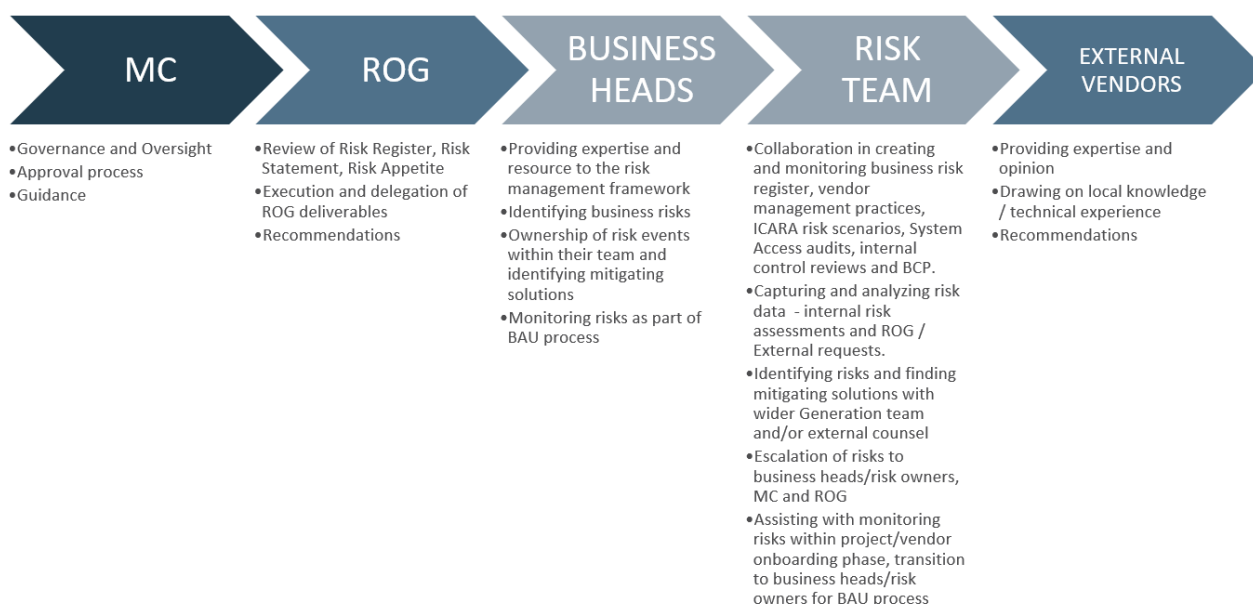 MC
•Governance and Oversight
•Approval process
•Guidance
ROG
•Review of Risk Register, Risk
Statement, Risk Appetite
•Execution and delegation of
ROG deliverables
•Recommendations
BUSINESS
HEADS
•Providing expertise and
resource to the risk
management framework
•Identifying business risks
•Ownership of risk events
within their team and
identifying mitigating
solutions
•Monitoring risks as part of
BAU process
RISK
TEAM
•Collaboration in creating
and monitoring business risk
register, vendor
management practices,
ICARA risk scenarios, System
Access audits, internal
control reviews and BCP.
•Capturing and analyzing risk
data - internal risk
assessments and ROG /
External requests.
•Identifying risks and finding
mitigating solutions with
wider Generation team
and/or external counsel
•Escalation of risks to
business heads/risk owners,
MC and ROG
•Assisting with monitoring
risks within project/vendor
onboarding phase, transition
to business heads/risk
owners for BAU process
EXTERNAL
VENDORS
•Providing expertise and
opinion
•Drawing on local knowledge
/ technical experience
•Recommendations